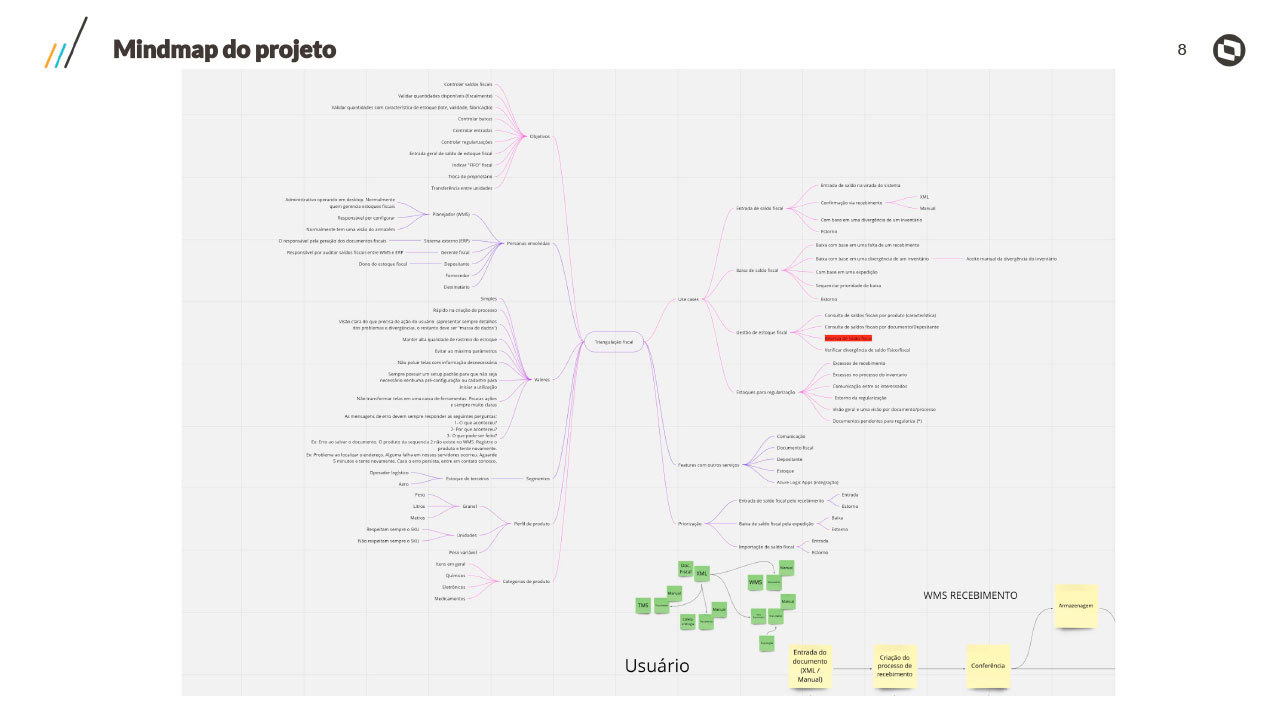 Mindmap do projeto
8
Controlar saldos fiscais
Validar quantidades disponíveis (fiscalmente)
Validar quantidades com característica de estoque (lote, validade, fabricação)
Controlar baixas
Controlar entradas
Controlar regularizações
Entrada geral de saldo de estoque fiscal
Indicar "FIFO" fiscal
Troca de proprietário
Transferência entre unidades
Objetivos
Administrativo operando em desktop. Normalmente
quem gerencia estoques fiscais
Responsável por configurar
Normalmente tem uma visão do armazém
Planejador (WMS)
O responsável pela geração dos documentos fiscais
Sistema externo (ERP)
Responsável por auditar saldos fiscais entre WMS e ERP
Gerente fiscal
Dono do estoque fiscal
Depositante
Fornecedor
Destinatário
Personas envolvidas
Simples
Rápido na criação do processo
Visão clara do que precisa de ação do usuário. (apresentar sempre detalhes
dos problemas e divergências, o restante deve ser "massa de dados")
Manter alta qualidade de rastreio do estoque
Evitar ao máximo parâmetros
Não poluir telas com informação desnecessária
Sempre possuir um setup padrão para que não seja
necessário nenhuma pré-configuração ou cadastro para
iniciar a utilização
Não transformar telas em uma caixa de ferramentas. Poucas ações
e sempre muito claras
As mensagens de erro devem sempre responder as seguintes perguntas:
1- O que aconteceu?
2- Por que aconteceu?
3- O que pode ser feito?
Ex: Erro ao salvar o documento. O produto da sequencia 2 não existe no WMS. Registre o
produto e tente novamente.
Ex: Problema ao localizar o endereço. Alguma falha em nossos servidores ocorreu. Aguarde
5 minutos e tente novamente. Caso o erro persista, entre em contato conosco.
Valores
Operador logístico
Aero
Estoque de terceiros
Segmentos
Peso
Litros
Metros
Granel
Respeitam sempre o SKU
Não respeitam sempre o SKU
Unidades
Peso variável
Perfil de produto
Itens em geral
Químicos
Eletrônicos
Medicamentos
Categorias de produto
Triangulação fiscal
Use cases
Entrada de saldo fiscal
Entrada de saldo na virada do sistema
Confirmação via recebimento
XML
Manual
Com base em uma divergência de um inventário
Estorno
Baixa de saldo fiscal
Baixa com base em uma falta de um recebimento
Baixa com base em uma divergência de um inventário
Aceite manual da divergência do inventário
Com base em uma expedição
Sequenciar prioridade de baixa
Estorno
Gestão de estoque fiscal
Consulta de saldos fiscais por produto (característica)
Consulta de saldos fiscais por documento/Depositante
Verificar divergência de saldo físico/fiscal
Estoques para regularização
Excessos de recebimento
Excessos no processo de inventário
Comunicação entre os interessados
Estorno da regularização
Visão geral e uma visão por documento/processo
Documentos pendentes para regulariza (*)
Features com outros serviços
Comunicação
Documento fiscal
Depositante
Estoque
Azure Logic Apps (Integração)
Priorização
Entrada de saldo fiscal pelo recebimento
Entrada
Estorno
Baixa de saldo fiscal pela expedição
Baixa
Estorno
Importação de saldo fiscal
Entrada
Estorno
Doc.
Fiscal
XML
Manual
WMS
TMS
Manual
Manual
Manual
Usuário
WMS RECEBIMENTO
Entrada do
documento
(XML /
Manual)
Criação do
processo de
recebimento
Conferência
Armazenagem